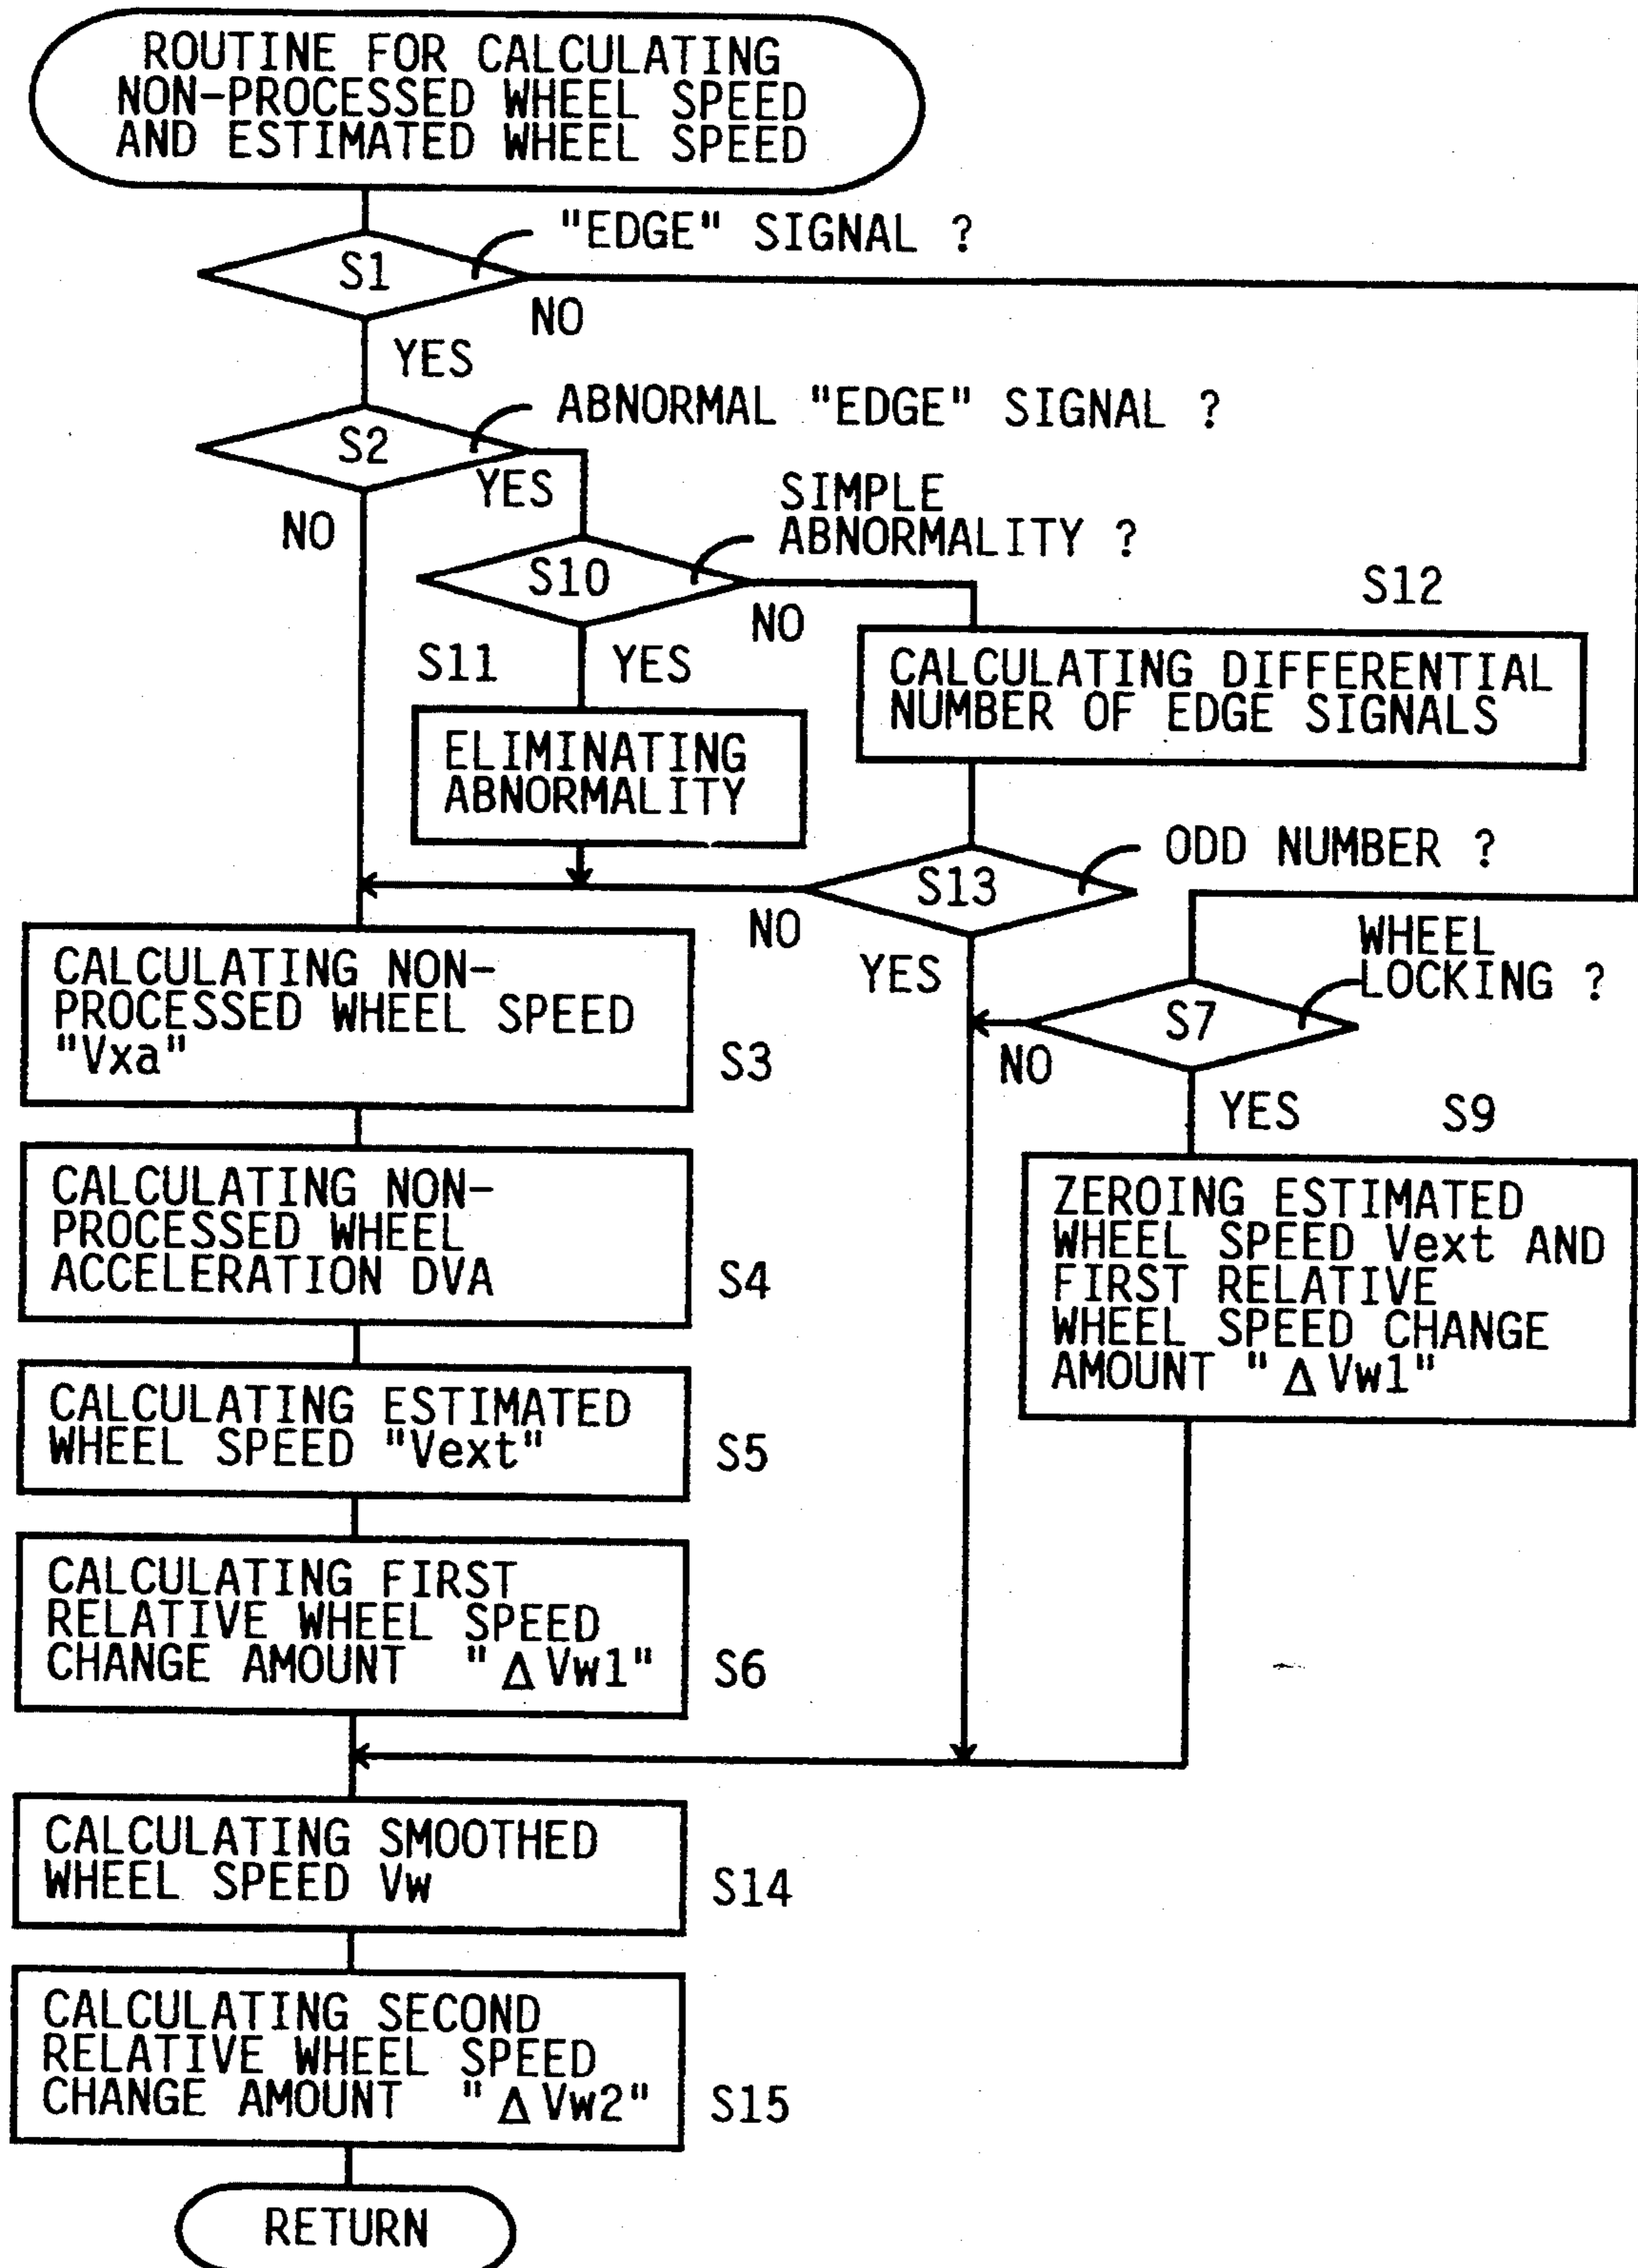 ROUTINE FOR CALCULATING
NON-PROCESSED WHEEL SPEED
AND ESTIMATED WHEEL SPEED
"EDGE" SIGNAL ?
S1
NO
YES
ABNORMAL "EDGE" SIGNAL ?
S2
YES
NO
SIMPLE
ABNORMALITY ?
S10
NO
S12
S11
YES
CALCULATING DIFFERENTIAL
NUMBER OF EDGE SIGNALS
ELIMINATING
ABNORMALITY
ODD NUMBER ?
S13
NO
YES
WHEEL
LOCKING ?
S7
NO
YES
S9
CALCULATING NON-
PROCESSED WHEEL SPEED
"Vxa"
S3
CALCULATING NON-
PROCESSED WHEEL
ACCELERATION DVA
S4
ZEROING ESTIMATED
WHEEL SPEED Vext AND
FIRST RELATIVE
WHEEL SPEED CHANGE
AMOUNT "Δ Vw1"
CALCULATING ESTIMATED
WHEEL SPEED "Vext"
S5
CALCULATING FIRST
RELATIVE WHEEL SPEED
CHANGE AMOUNT "Δ Vw1"
S6
CALCULATING SMOOTHED
WHEEL SPEED Vw
S14
CALCULATING SECOND
RELATIVE WHEEL SPEED
CHANGE AMOUNT "Δ Vw2"
S15
RETURN